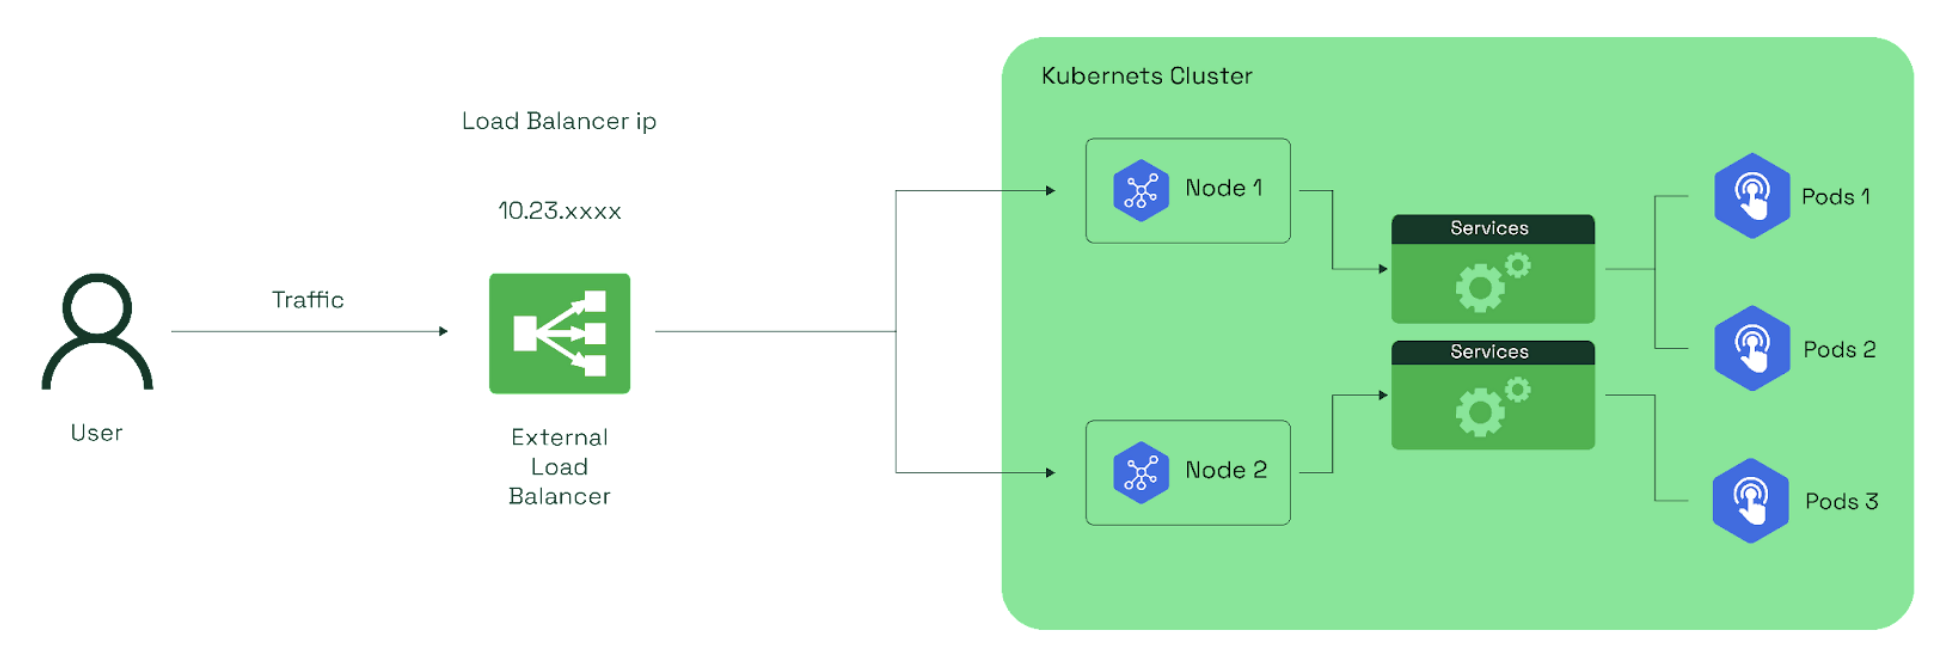 Kubernets Cluster
Load Balancer ip
10.23.xxxx
Traffic
User
External
Load
Balancer
Node 1
Node 2
Services
Services
Pods 1
Pods 2
Pods 3